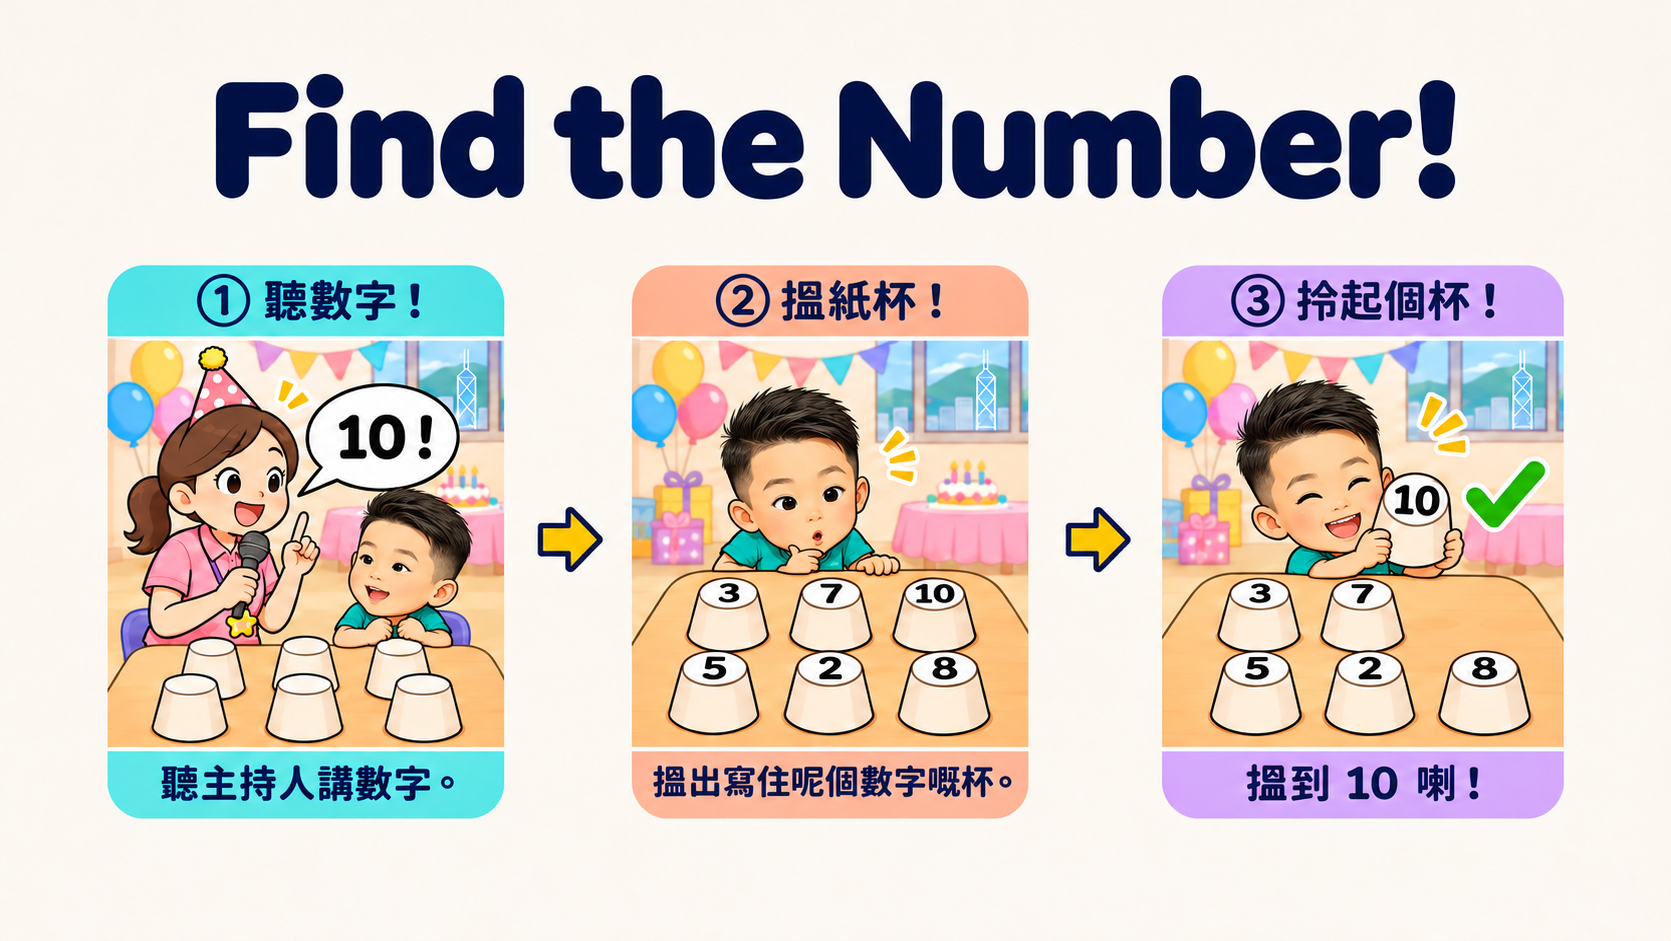 Find the Number!
① 聽數字！
10！
聽主持人講數字。
② 搵紙杯！
3 7 10
5 2 8
搵出寫住呢個數字嘅杯。
③ 拎起個杯！
10
3 7
5 2 8
搵到 10 喇！